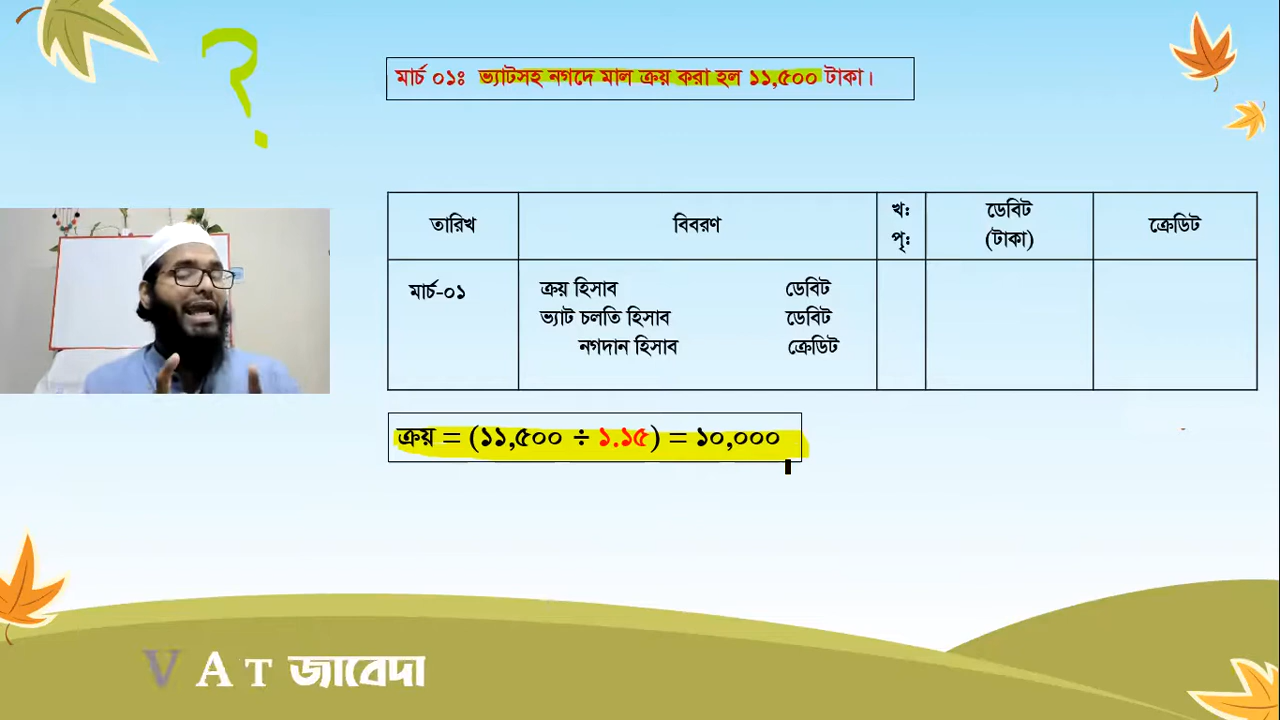 ?
মার্চ ০১ঃ ভ্যাটসহ নগদে মাল ক্রয় করা হল ১১,৫০০ টাকা।
তারিখ বিবরণ খঃ পৃঃ ডেবিট (টাকা) ক্রেডিট
মার্চ-০১ ক্রয় হিসাব ডেবিট
ভ্যাট চলতি হিসাব ডেবিট
নগদান হিসাব ক্রেডিট
ক্রয় = (১১,৫০০ ÷ ১.১৫) = ১০,০০০
VAT জাবেদা